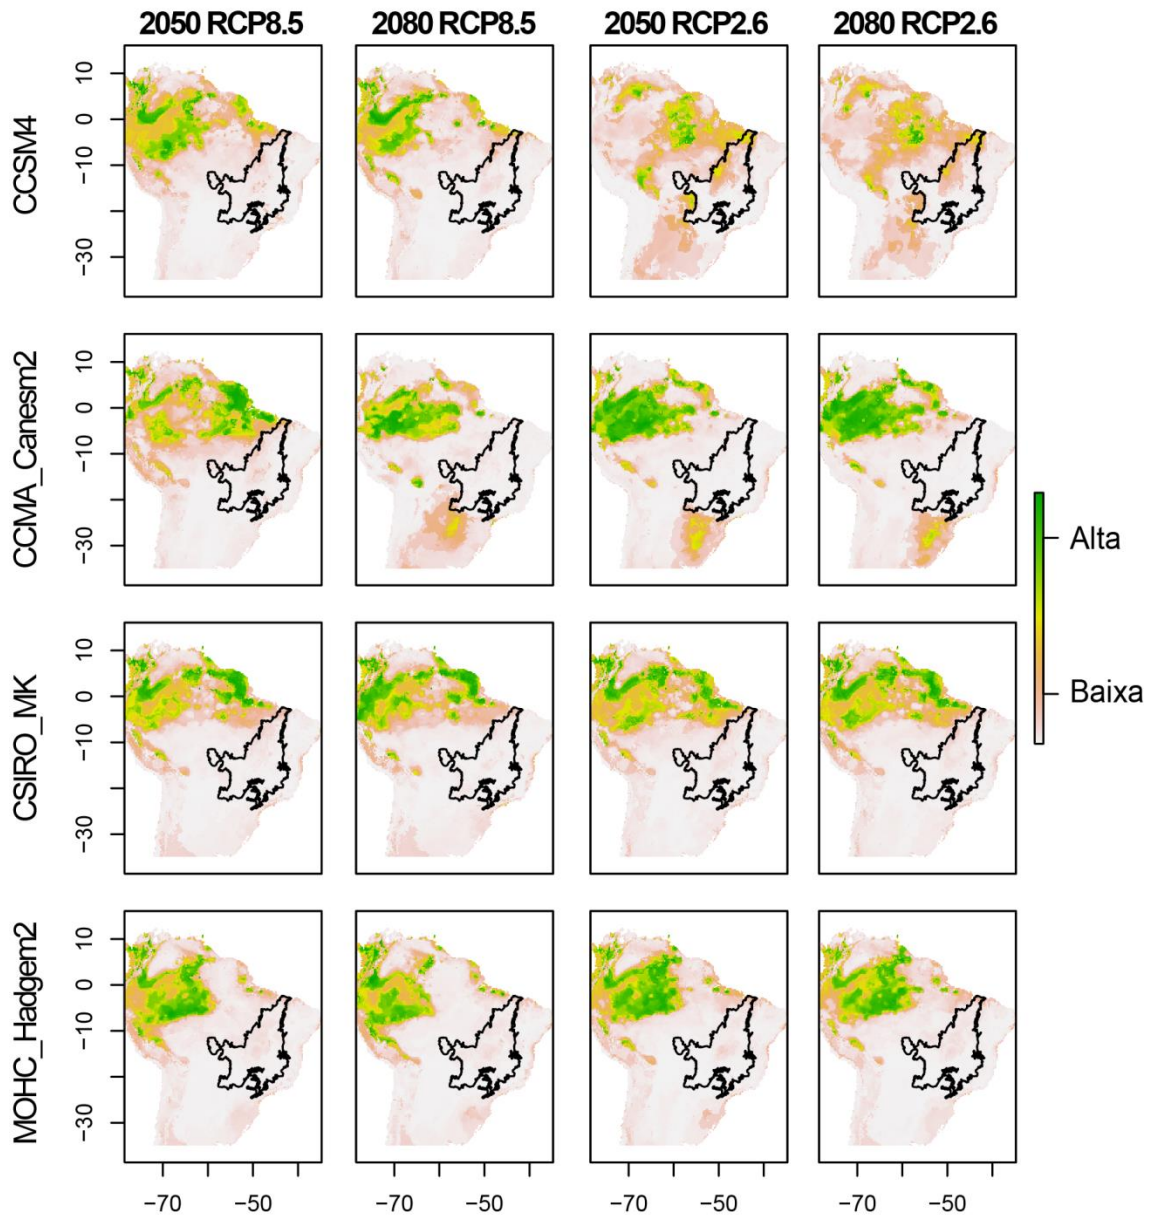 2050 RCP8.5 2080 RCP8.5 2050 RCP2.6 2080 RCP2.6
CCSM4
10
0
−10
−30
CCMA_Canesm2
10
0
−10
−30
Alta
Baixa
CSIRO_MK
10
0
−10
−30
MOHC_Hadgem2
10
0
−10
−30
−70 −50 −70 −50 −70 −50 −70 −50